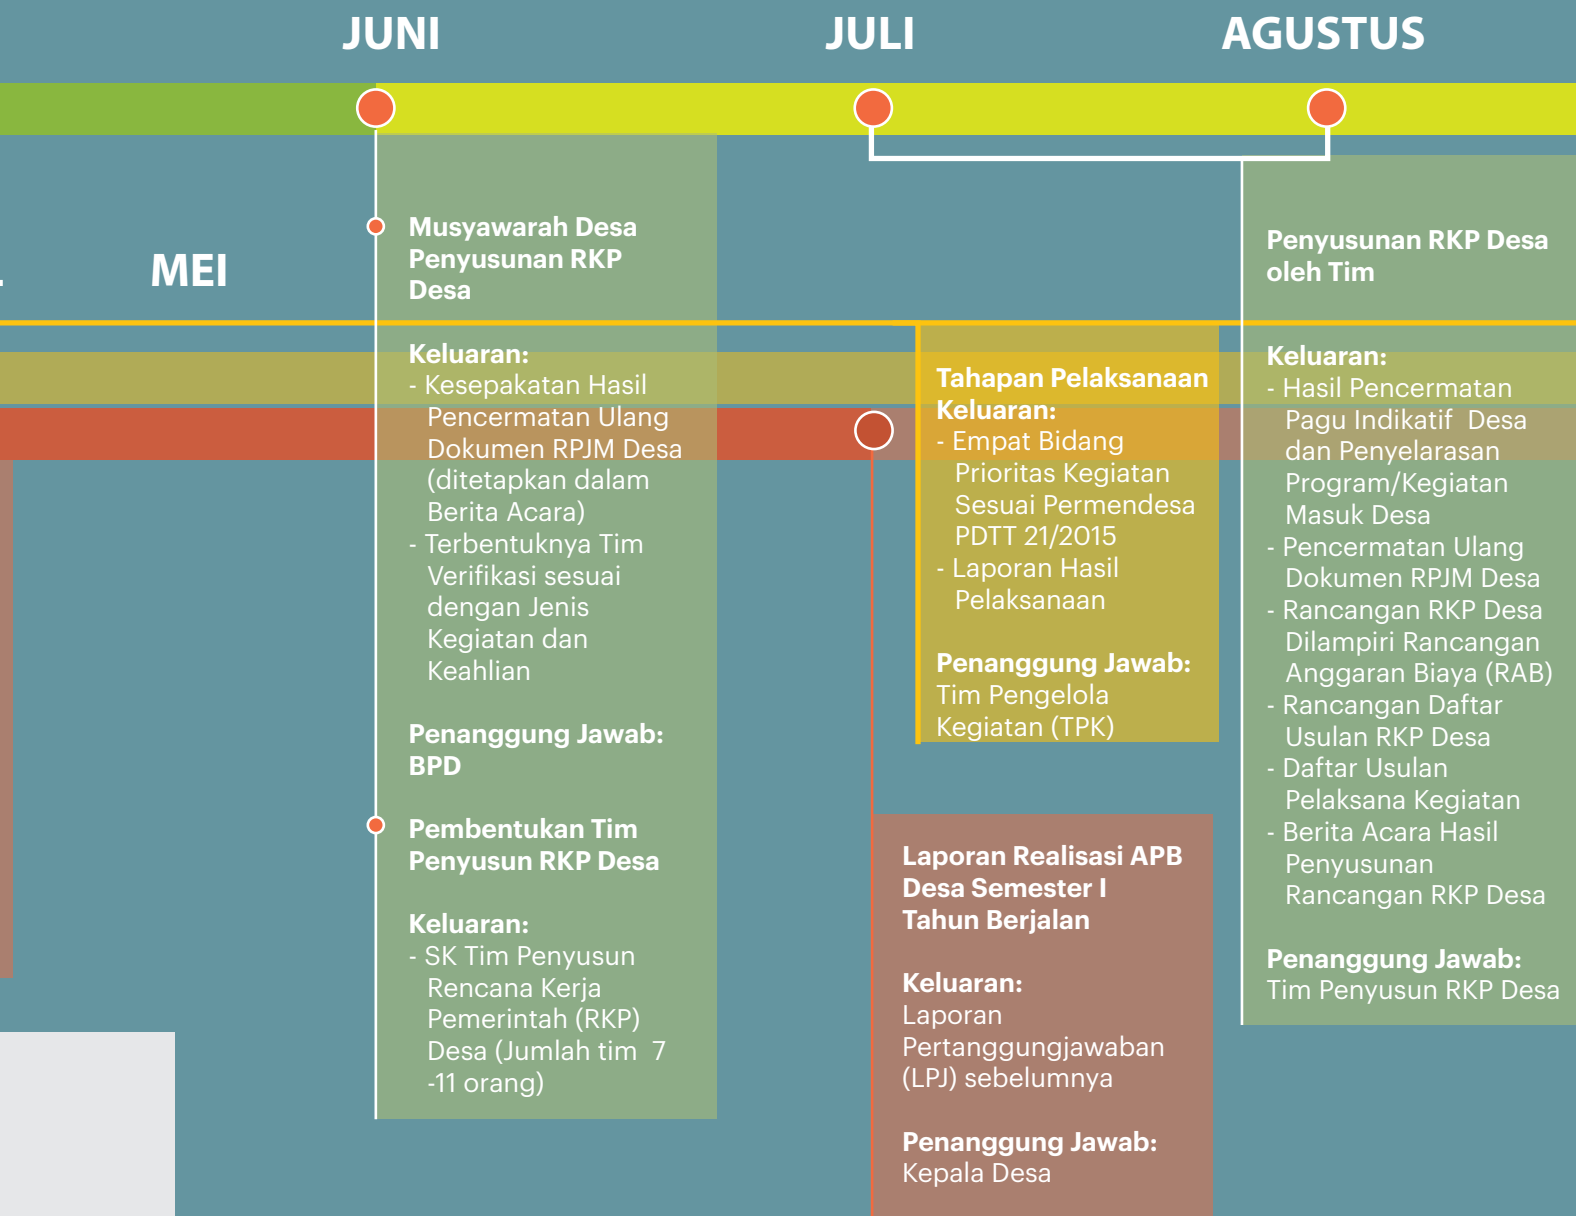 JUNI
JULI
AGUSTUS
MEI
Musyawarah Desa
Penyusunan RKP
Desa
Keluaran:
- Kesepakatan Hasil
Pencermatan Ulang
Dokumen RPJM Desa
(ditetapkan dalam
Berita Acara)
- Terbentuknya Tim
Verifikasi sesuai
dengan Jenis
Kegiatan dan
Keahlian
Penanggung Jawab:
BPD
Pembentukan Tim
Penyusun RKP Desa
Keluaran:
- SK Tim Penyusun
Rencana Kerja
Pemerintah (RKP)
Desa (Jumlah tim 7
-11 orang)
Tahapan Pelaksanaan
Keluaran:
- Empat Bidang
Prioritas Kegiatan
Sesuai Permendesa
PDTT 21/2015
- Laporan Hasil
Pelaksanaan
Penanggung Jawab:
Tim Pengelola
Kegiatan (TPK)
Laporan Realisasi APB
Desa Semester I
Tahun Berjalan
Keluaran:
Laporan
Pertanggungjawaban
(LPJ) sebelumnya
Penanggung Jawab:
Kepala Desa
Penyusunan RKP Desa
oleh Tim
Keluaran:
- Hasil Pencermatan
Pagu Indikatif Desa
dan Penyelarasan
Program/Kegiatan
Masuk Desa
- Pencermatan Ulang
Dokumen RPJM Desa
- Rancangan RKP Desa
Dilampiri Rancangan
Anggaran Biaya (RAB)
- Rancangan Daftar
Usulan RKP Desa
- Daftar Usulan
Pelaksana Kegiatan
- Berita Acara Hasil
Penyusunan
Rancangan RKP Desa
Penanggung Jawab:
Tim Penyusun RKP Desa